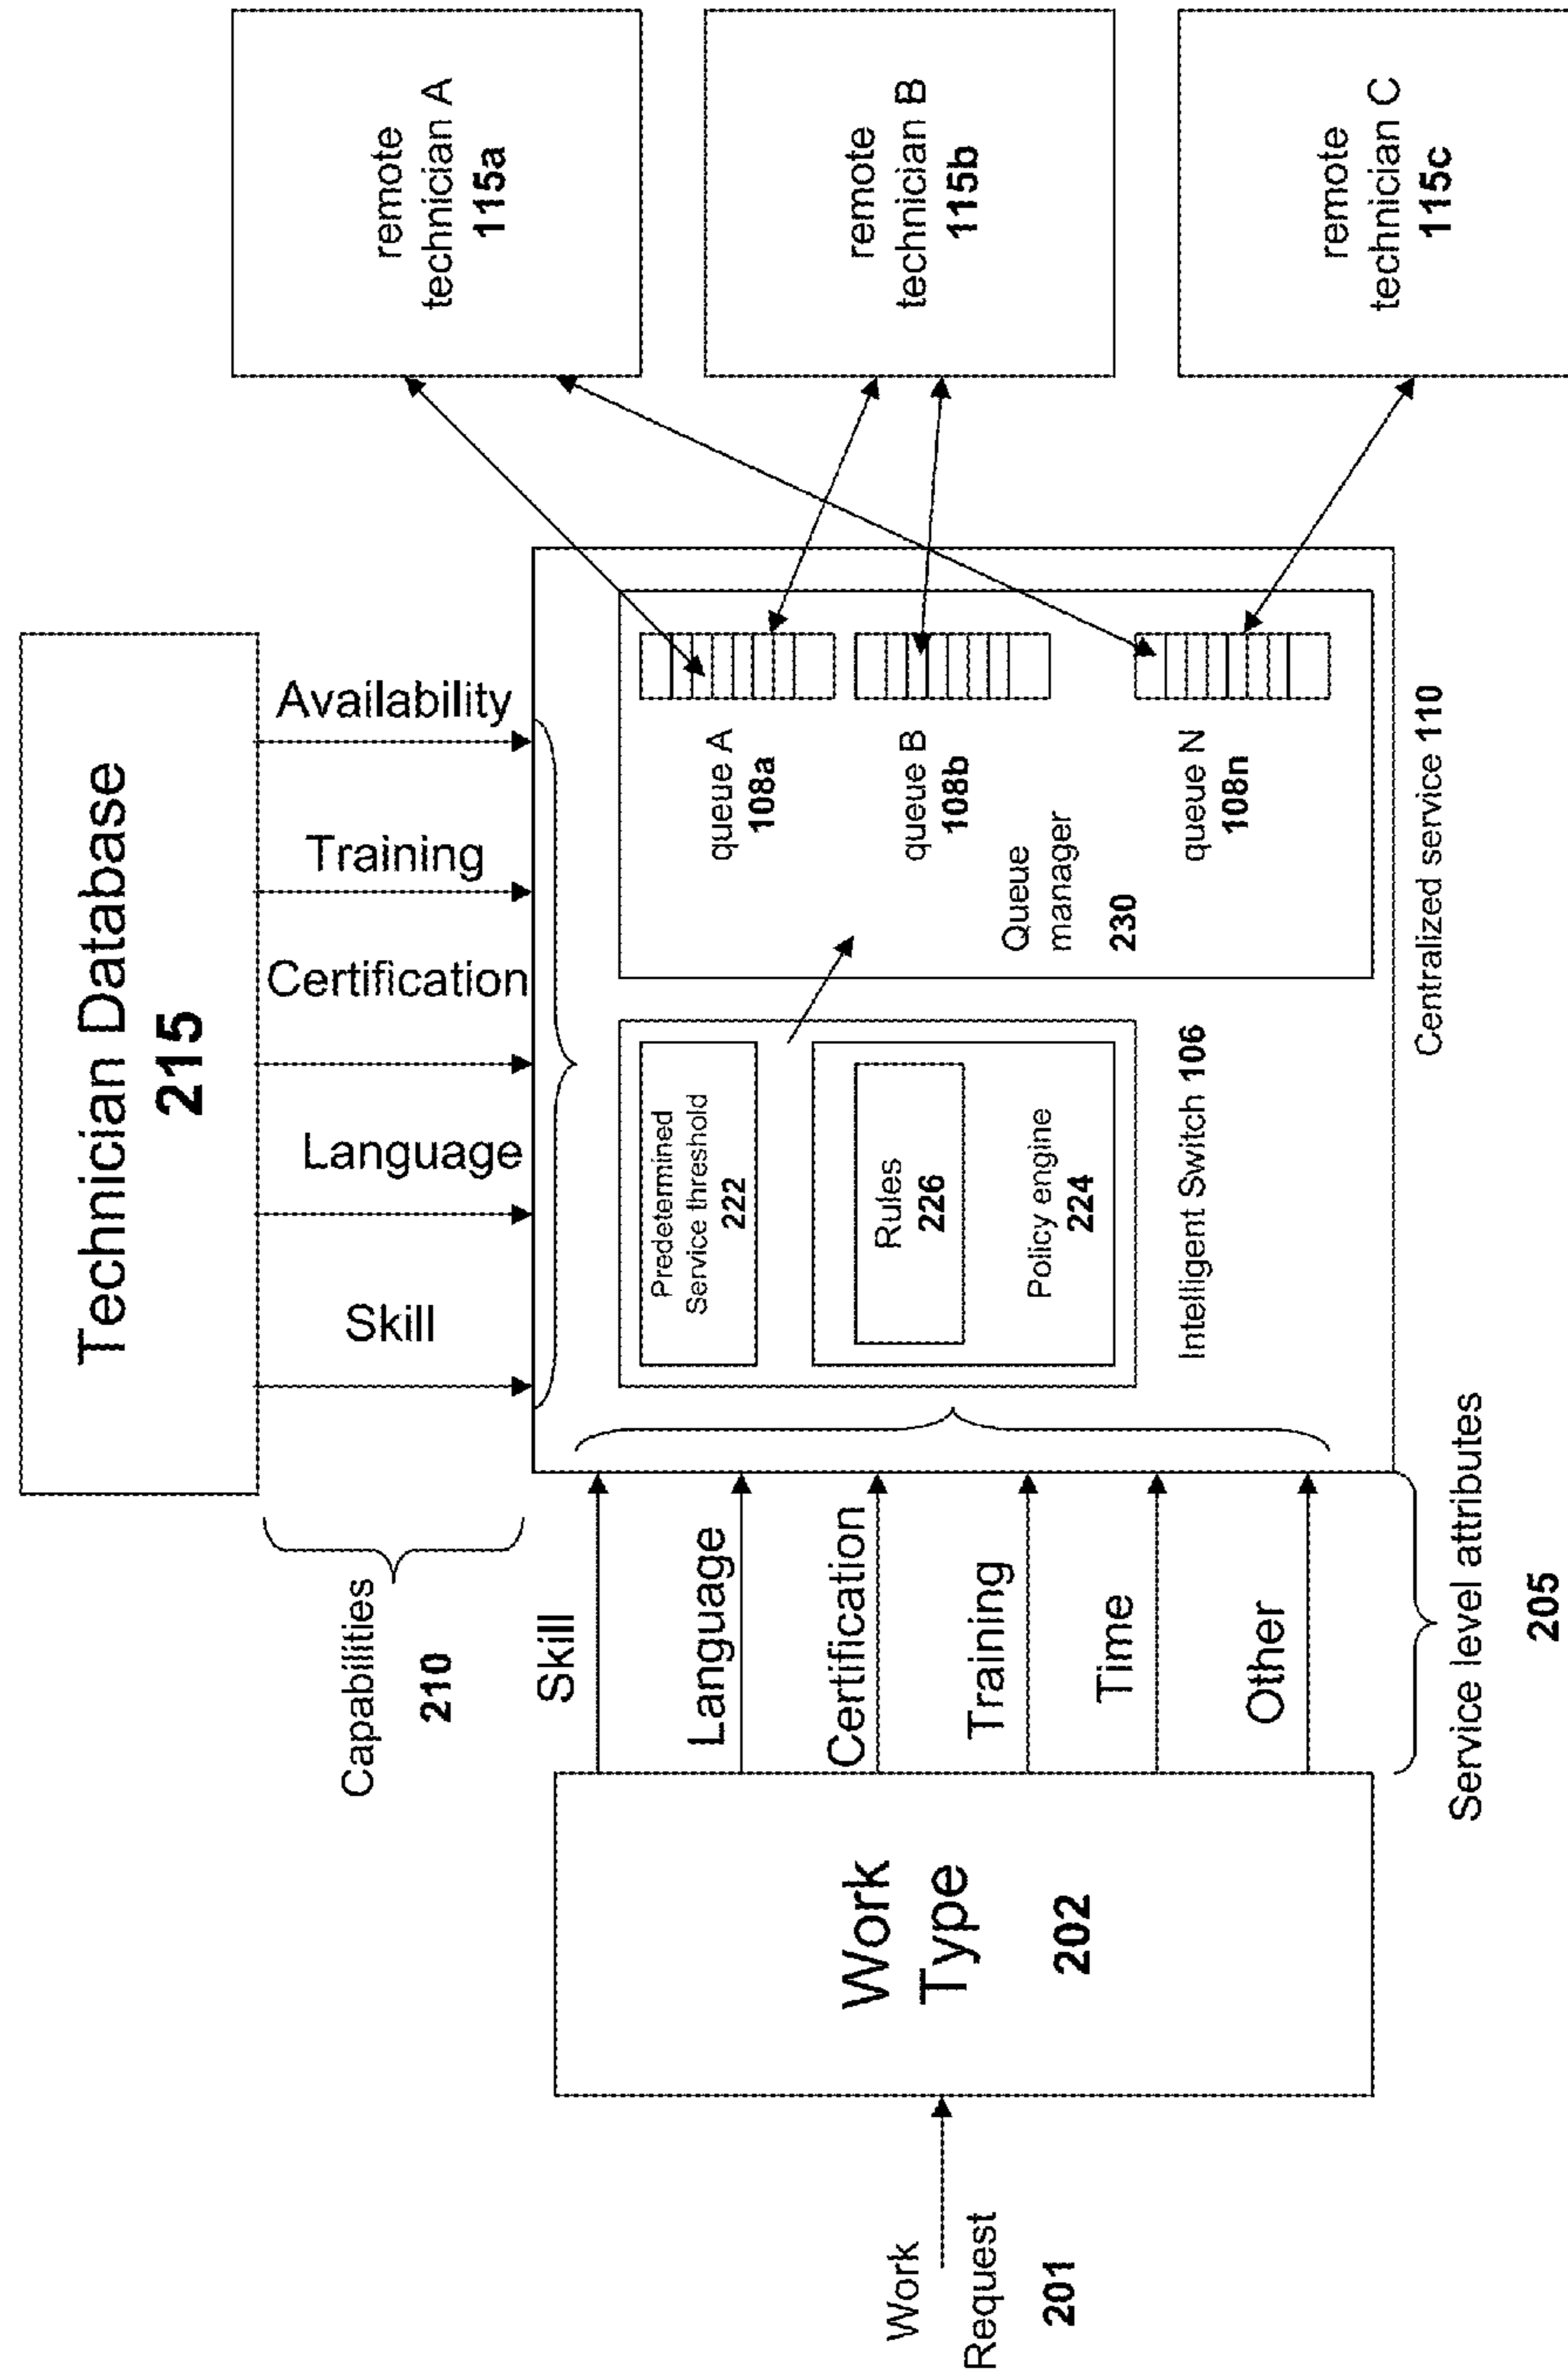 Technician Database
215
Capabilities
210
Skill
Language
Certification
Training
Availability
Work
Request
201
Work
Type
202
Skill
Language
Certification
Training
Time
Other
Service level attributes
205
Predetermined
Service threshold
222
Rules
226
Policy engine
224
Intelligent Switch 106
queue A
108a
queue B
108b
Queue
manager
230
queue N
108n
Centralized service 110
remote
technician A
115a
remote
technician B
115b
remote
technician C
115c